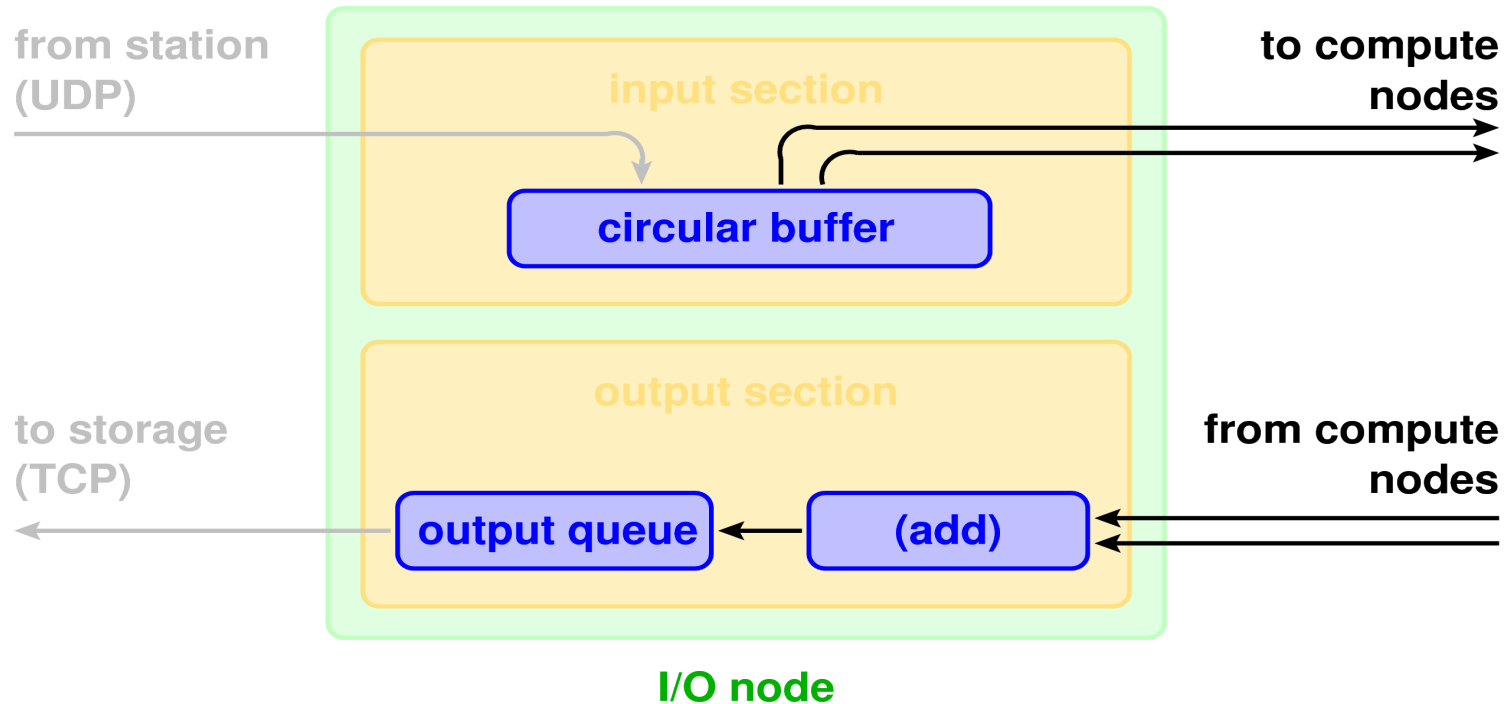 from station
(UDP)
input section
to compute
nodes
circular buffer
output section
to storage
(TCP)
from compute
nodes
output queue
(add)
I/O node